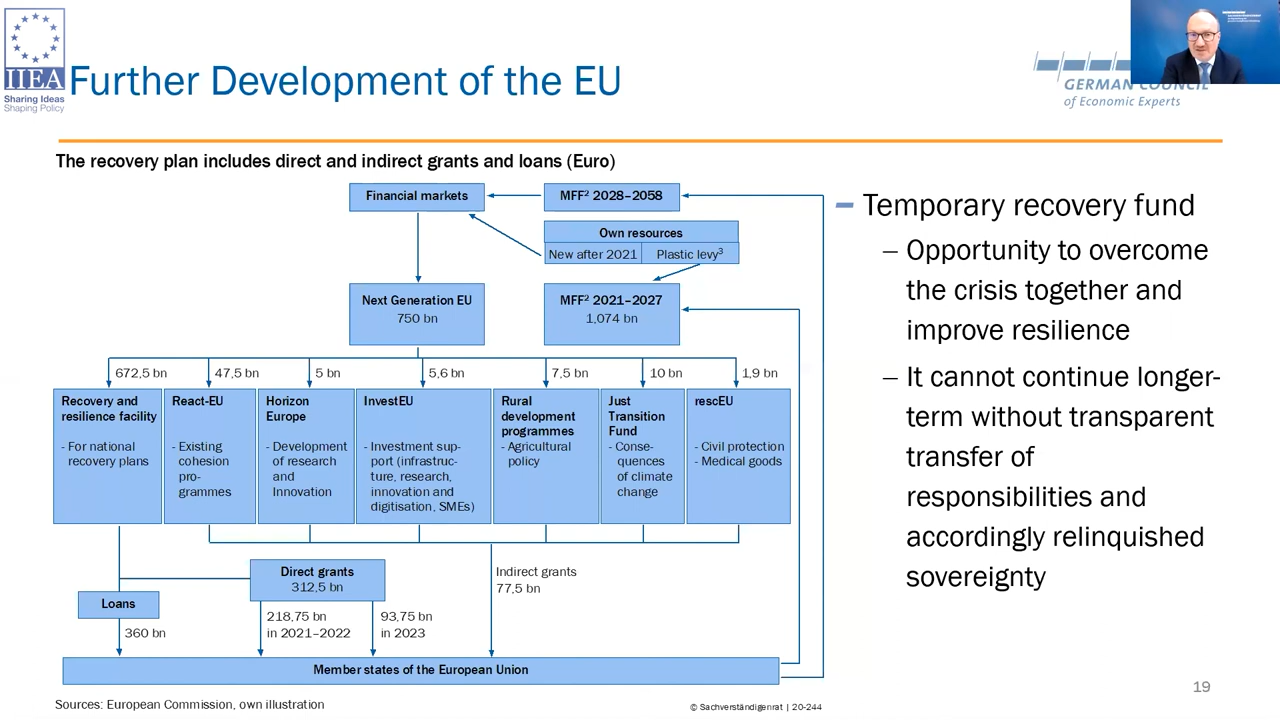 IIEA
Sharing Ideas
Shaping Policy
Further Development of the EU
GERMAN COUNCIL
of Economic Experts
The recovery plan includes direct and indirect grants and loans (Euro)
Financial markets
MFF² 2028–2058
Own resources
New after 2021
Plastic levy³
Next Generation EU
750 bn
MFF² 2021–2027
1,074 bn
672,5 bn
47,5 bn
5 bn
5,6 bn
7,5 bn
10 bn
1,9 bn
Recovery and
resilience facility
- For national
recovery plans
React-EU
- Existing
cohesion
pro-
grammes
Horizon
Europe
- Development
of research
and
Innovation
InvestEU
- Investment sup-
port (infrastruc-
ture, research,
innovation and
digitisation, SMEs)
Rural
development
programmes
- Agricultural
policy
Just
Transition
Fund
- Conse-
quences
of climate
change
rescEU
- Civil protection
- Medical goods
Direct grants
312,5 bn
Indirect grants
77,5 bn
Loans
360 bn
218,75 bn
in 2021–2022
93,75 bn
in 2023
Member states of the European Union
Sources: European Commission, own illustration
© Sachverständigenrat | 20-244
– Temporary recovery fund
– Opportunity to overcome
the crisis together and
improve resilience
– It cannot continue longer-
term without transparent
transfer of
responsibilities and
accordingly relinquished
sovereignty
19